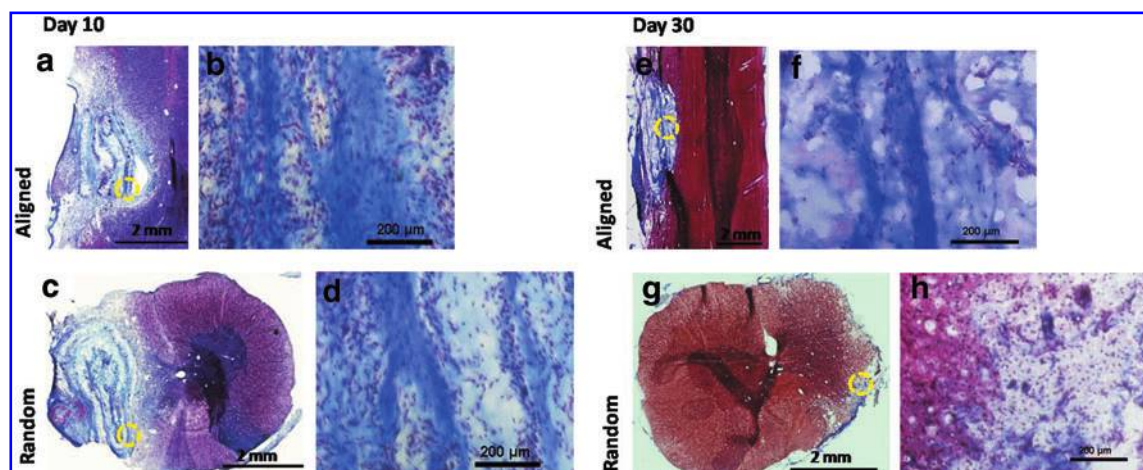 Day 10
Day 30
a
b
e
f
Aligned
2 mm
200 µm
Aligned
2 mm
200 µm
c
d
g
h
Random
2 mm
200 µm
Random
2 mm
200 µm